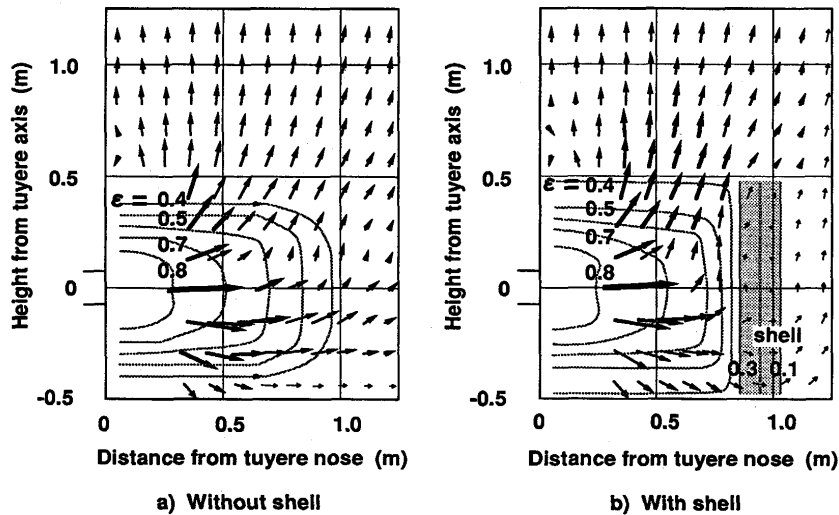 Height from tuyere axis (m)
1.0
0.5
0
-0.5
ε = 0.4
0.5
0.7
0.8
0
0.5
1.0
Distance from tuyere nose (m)
a) Without shell
Height from tuyere axis (m)
1.0
0.5
0
-0.5
ε = 0.4
0.5
0.7
0.8
shell
0.3 0.1
0
0.5
1.0
Distance from tuyere nose (m)
b) With shell